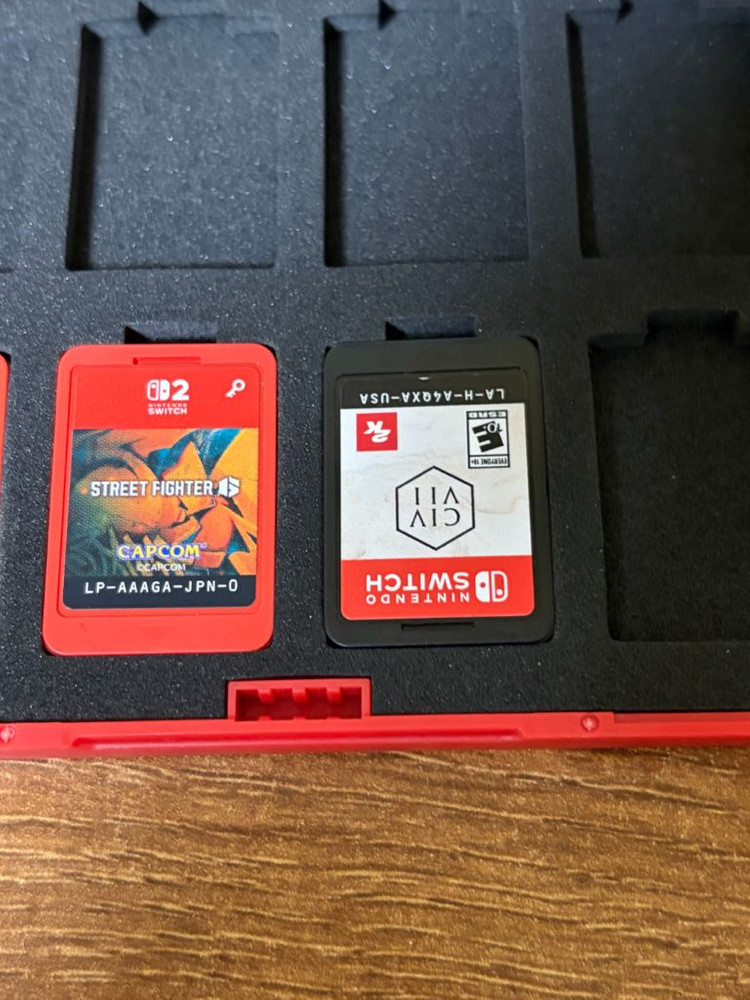 2
NINTENDO
SWITCH
STREET FIGHTER 6
CAPCOM
©CAPCOM
LP-AAAGA-JPN-0
NINTENDO
SWITCH
CIV
VII
EVERYONE 10+
E 10+
ESRB
2K
LA-H-A4QXA-USA